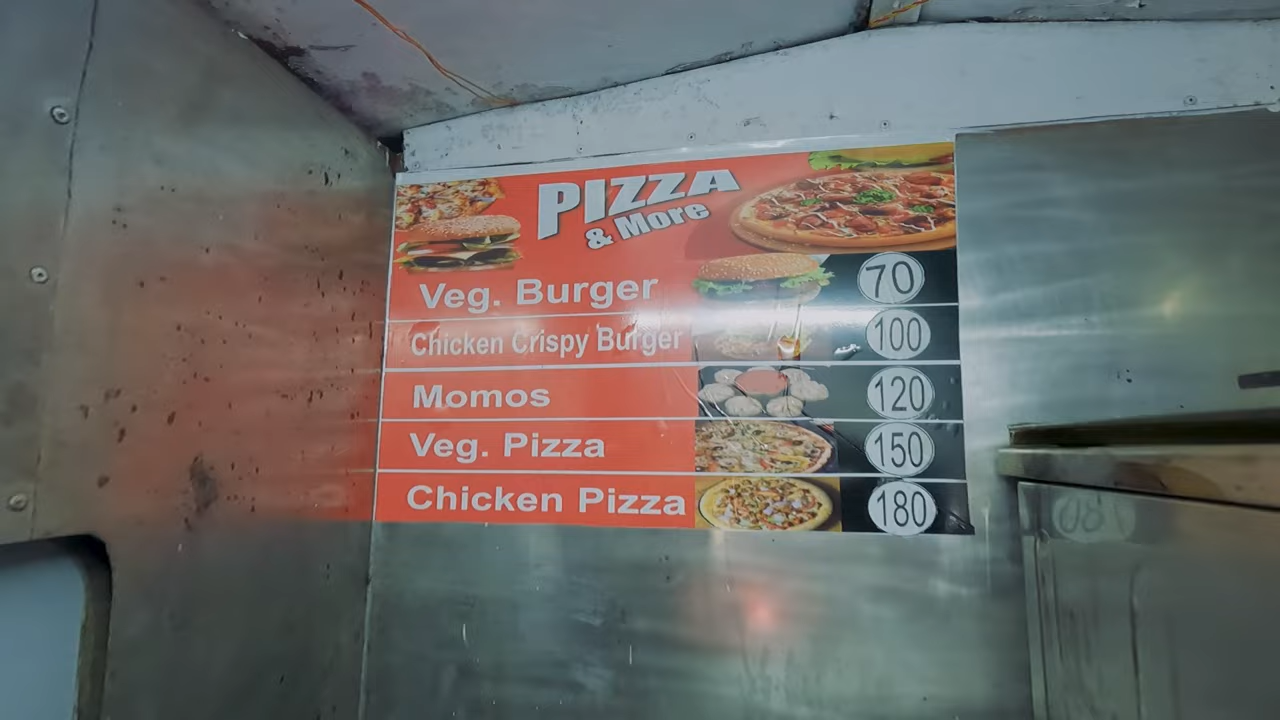 PIZZA
& More
Veg. Burger 70
Chicken Crispy Burger 100
Momos 120
Veg. Pizza 150
Chicken Pizza 180